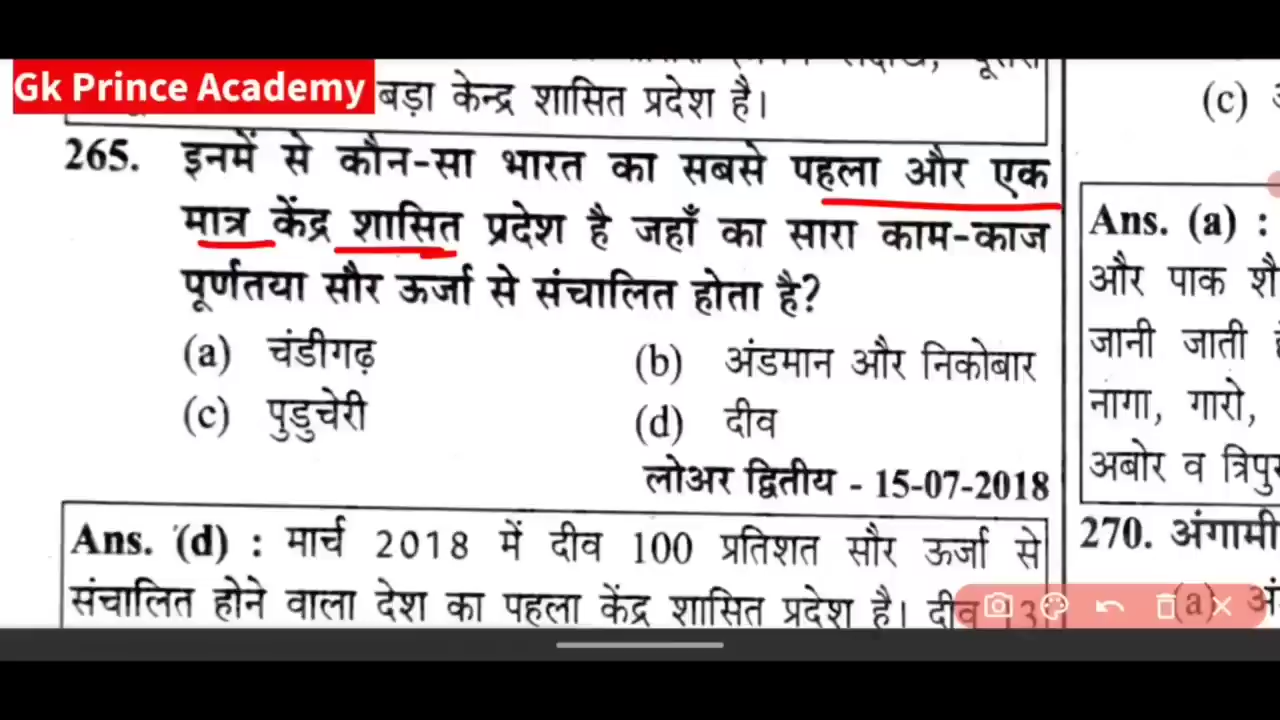 Gk Prince Academy
बड़ा केन्द्र शासित प्रदेश है।
265. इनमें से कौन-सा भारत का सबसे पहला और एक
मात्र केंद्र शासित प्रदेश है जहाँ का सारा काम-काज
पूर्णतया सौर ऊर्जा से संचालित होता है?
(a) चंडीगढ़
(b) अंडमान और निकोबार
(c) पुडुचेरी
(d) दीव
लोअर द्वितीय - 15-07-2018
Ans. (d) : मार्च 2018 में दीव 100 प्रतिशत सौर ऊर्जा से
संचालित होने वाला देश का पहला केंद्र शासित प्रदेश है। दीव
(c)
Ans. (a) :
और पाक
जानी जाती
नागा, गारो,
अबोर व
270. अंगामी
(a)